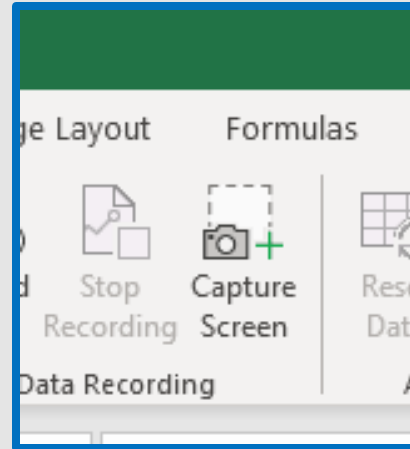 ge Layout Formulas
Stop Capture Rese
Recording Screen Dat
Data Recording